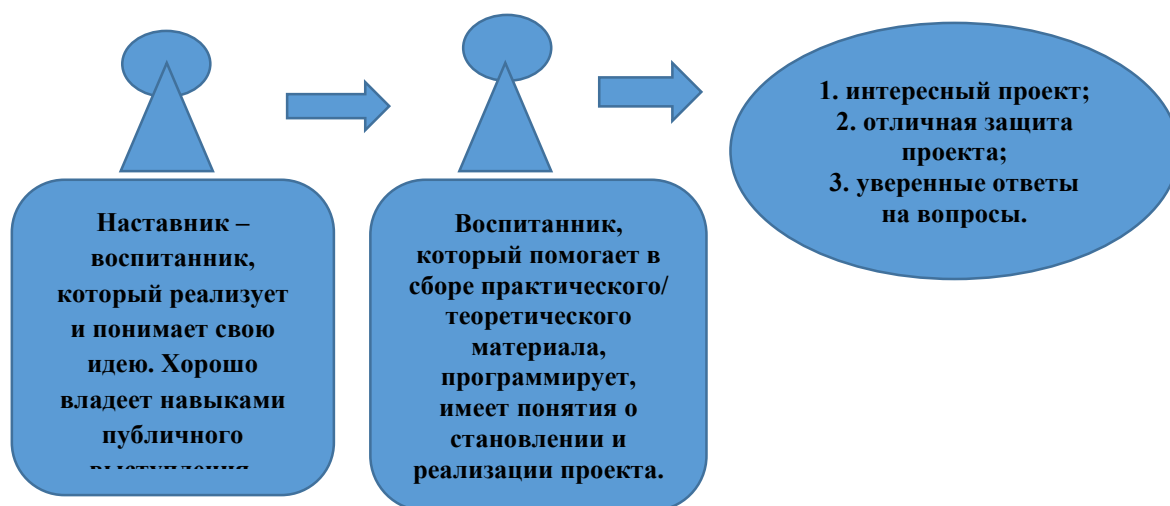 Наставник –
воспитанник,
который реализует
и понимает свою
идею. Хорошо
владеет навыками
публичного
Воспитанник,
который помогает в
сборе практического/
теоретического
материала,
программирует,
имеет понятия о
становлении и
реализации проекта.
1. интересный проект;
2. отличная защита
проекта;
3. уверенные ответы
на вопросы.